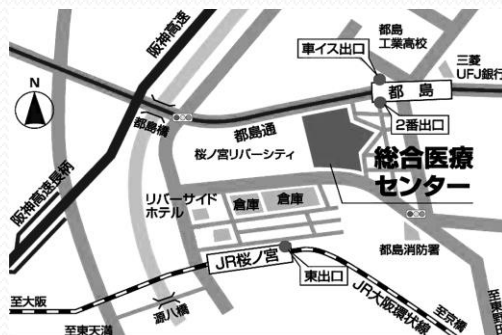 阪神高速
都島
工業高校
車イス出口
三菱
UFJ銀行
N
都島
都島橋
2番出口
都島通
桜ノ宮リバーシティ
総合医療
センター
阪神高速長柄
リバーサイド
ホテル
倉庫
倉庫
都島消防署
JR桜ノ宮
東出口
至大阪
JR大阪環状線
至京橋
至東天満
源八橋